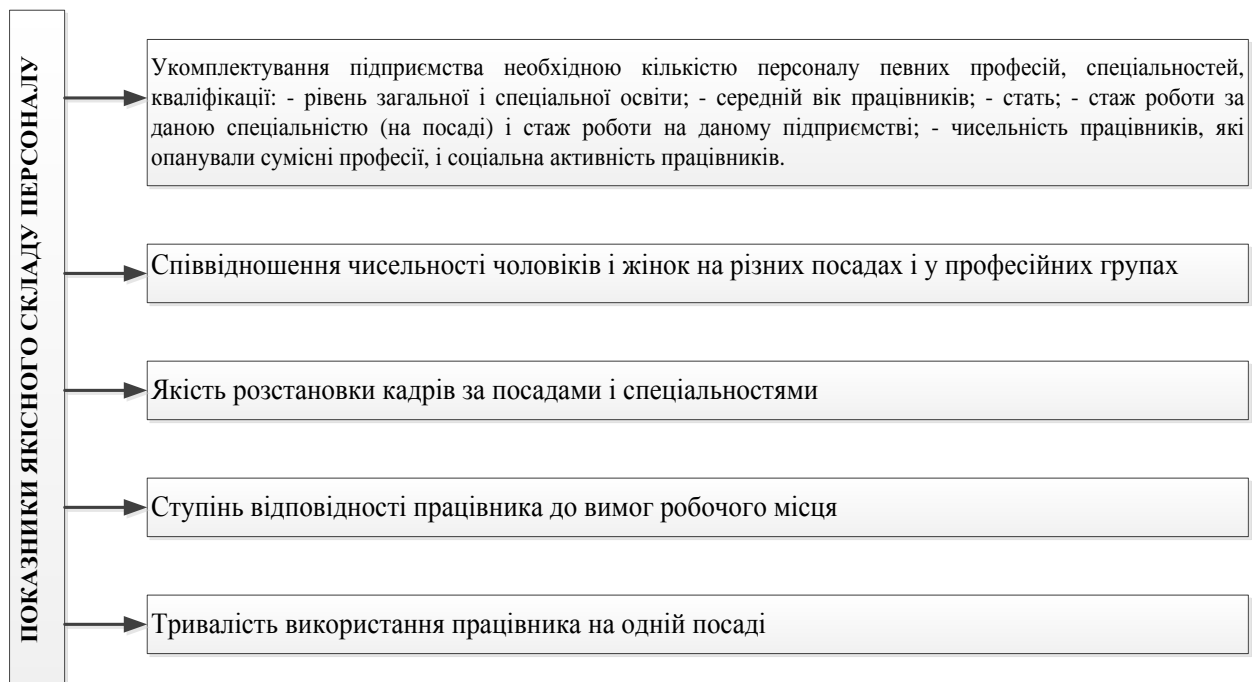 ПОКАЗНИКИ ЯКІСНОГО СКЛАДУ ПЕРСОНАЛУ
Укомплектування підприємства необхідною кількістю персоналу певних професій, спеціальностей,
кваліфікації: - рівень загальної і спеціальної освіти; - середній вік працівників; - стать; - стаж роботи за
даною спеціальністю (на посаді) і стаж роботи на даному підприємстві; - чисельність працівників, які
опанували сумісні професії, і соціальна активність працівників.
Співвідношення чисельності чоловіків і жінок на різних посадах і у професійних групах
Якість розстановки кадрів за посадами і спеціальностями
Ступінь відповідності працівника до вимог робочого місця
Тривалість використання працівника на одній посаді